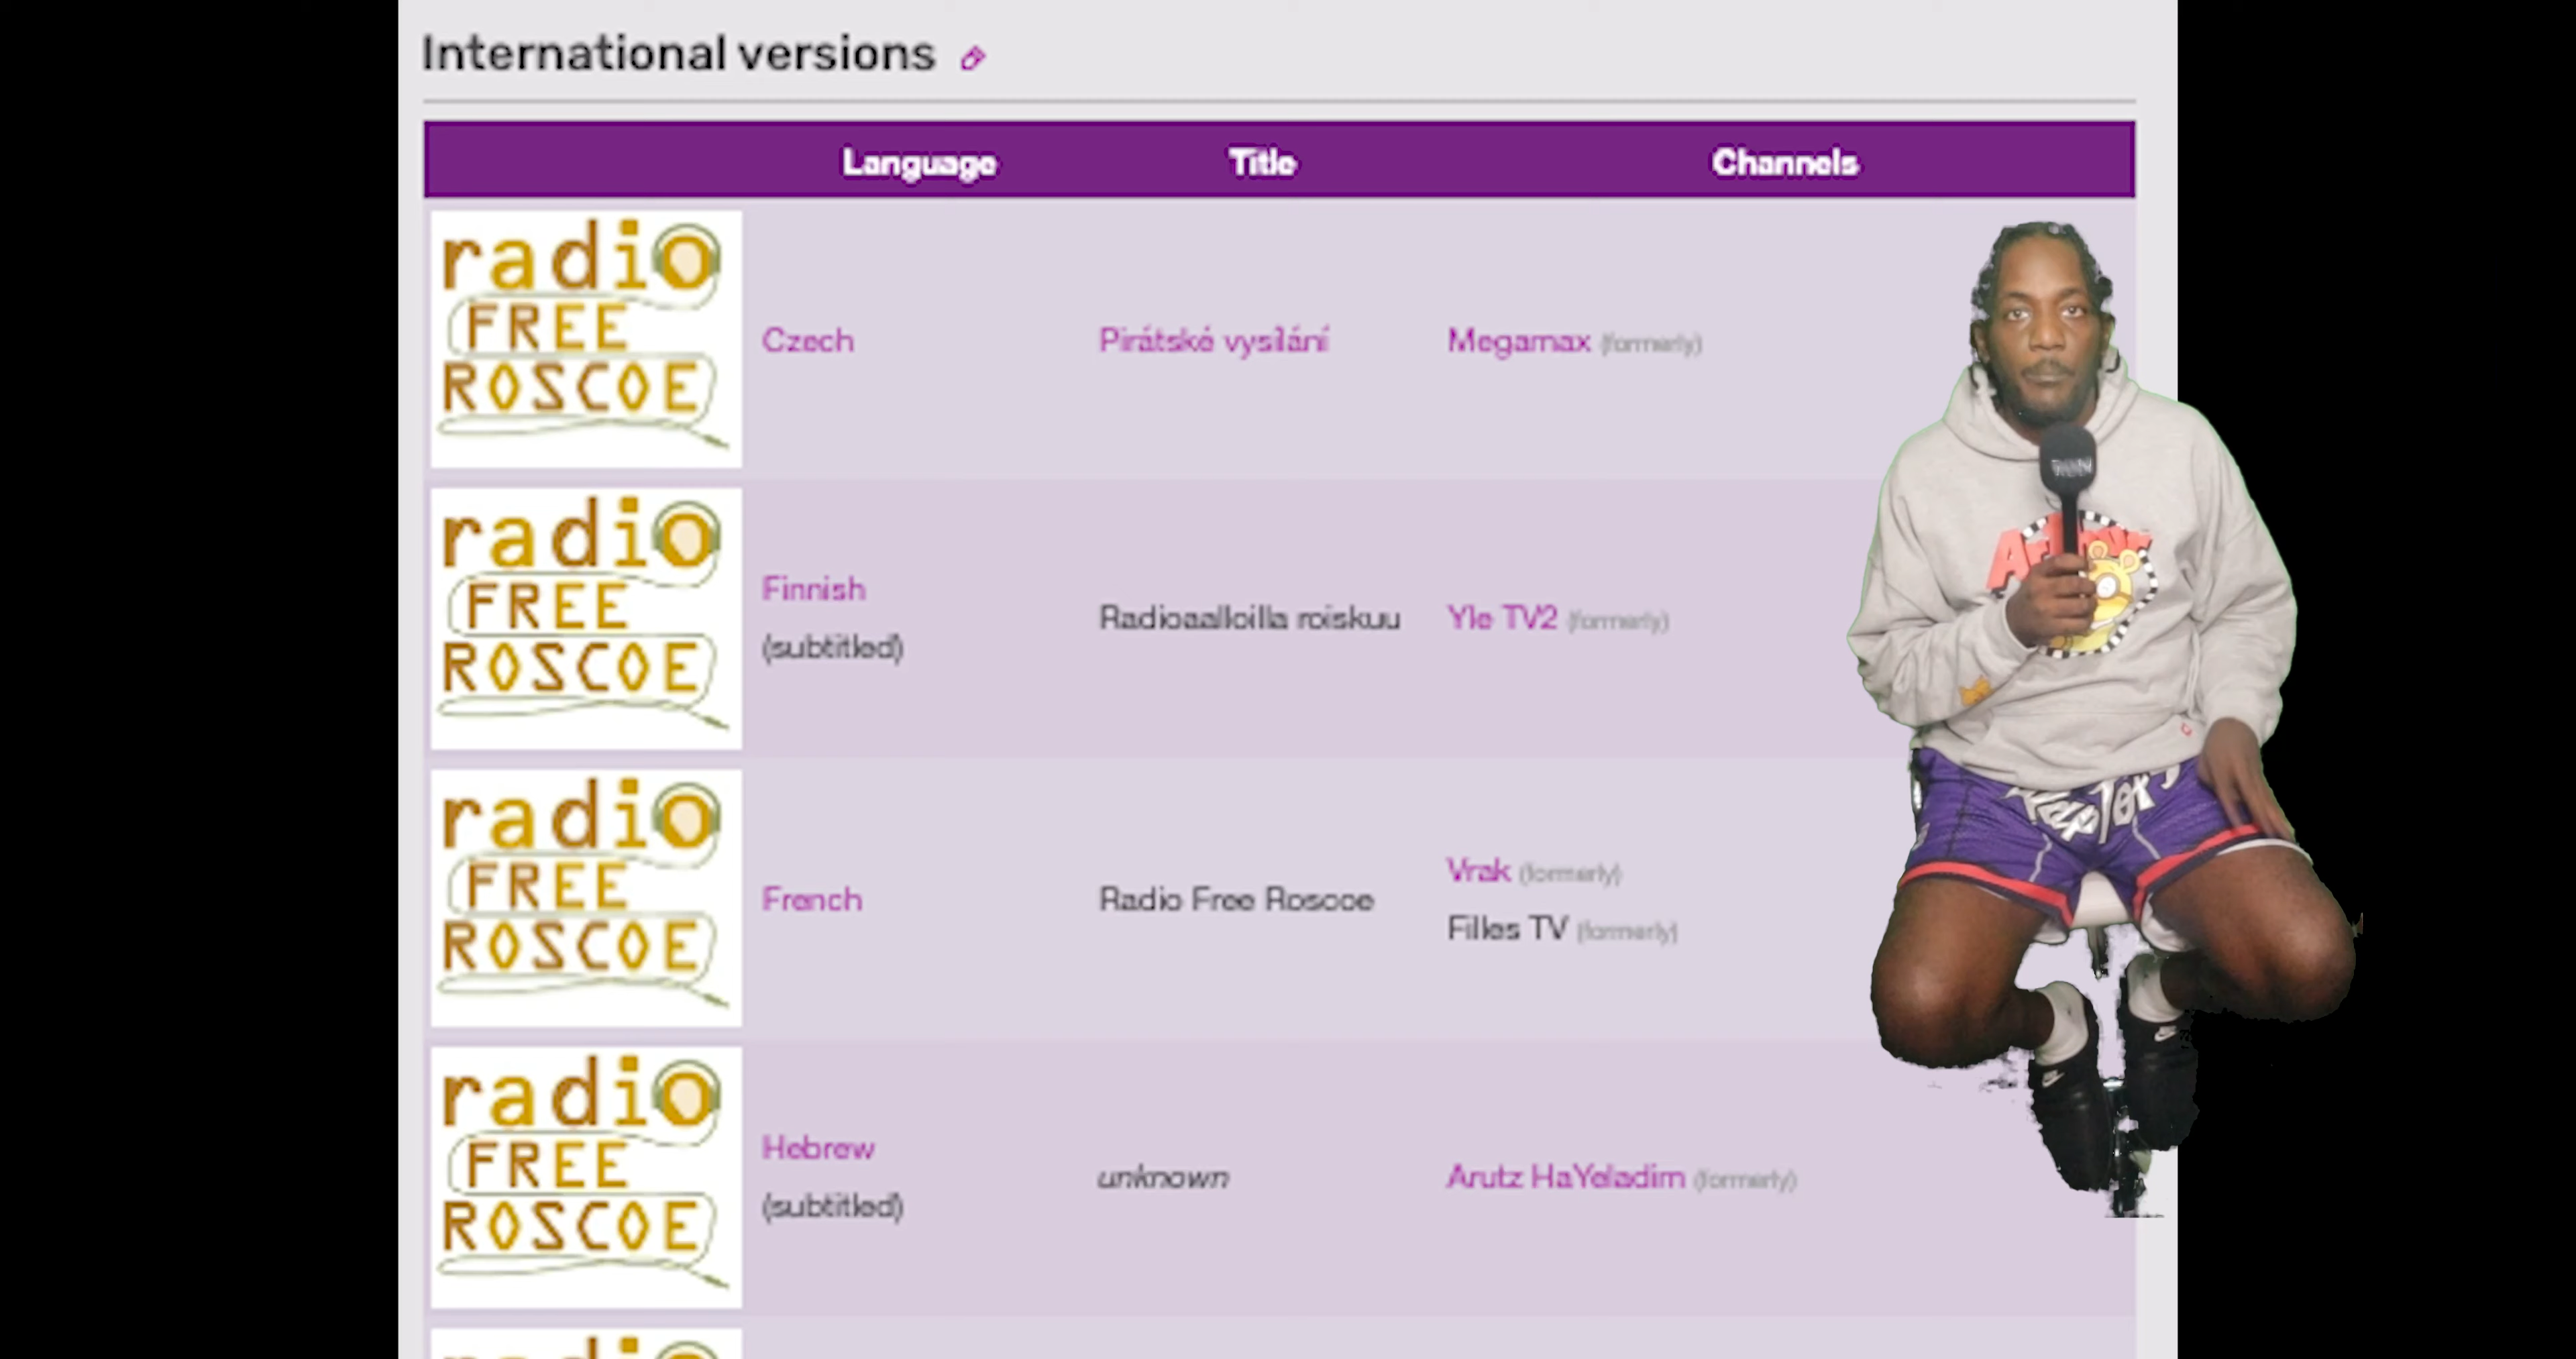 International versions
Language Title Channels
radio
FREE
ROSCOE
Czech Pirátské vysílání Megamax (formerly)
radio
FREE
ROSCOE
Finnish
(subtitled)
Radioaalloilla roiskuu Yle TV2 (formerly)
radio
FREE
ROSCOE
French Radio Free Roscoe
Vrak (formerly)
Filles TV (formerly)
radio
FREE
ROSCOE
Hebrew
(subtitled)
unknown Arutz HaYeladim (formerly)
radio